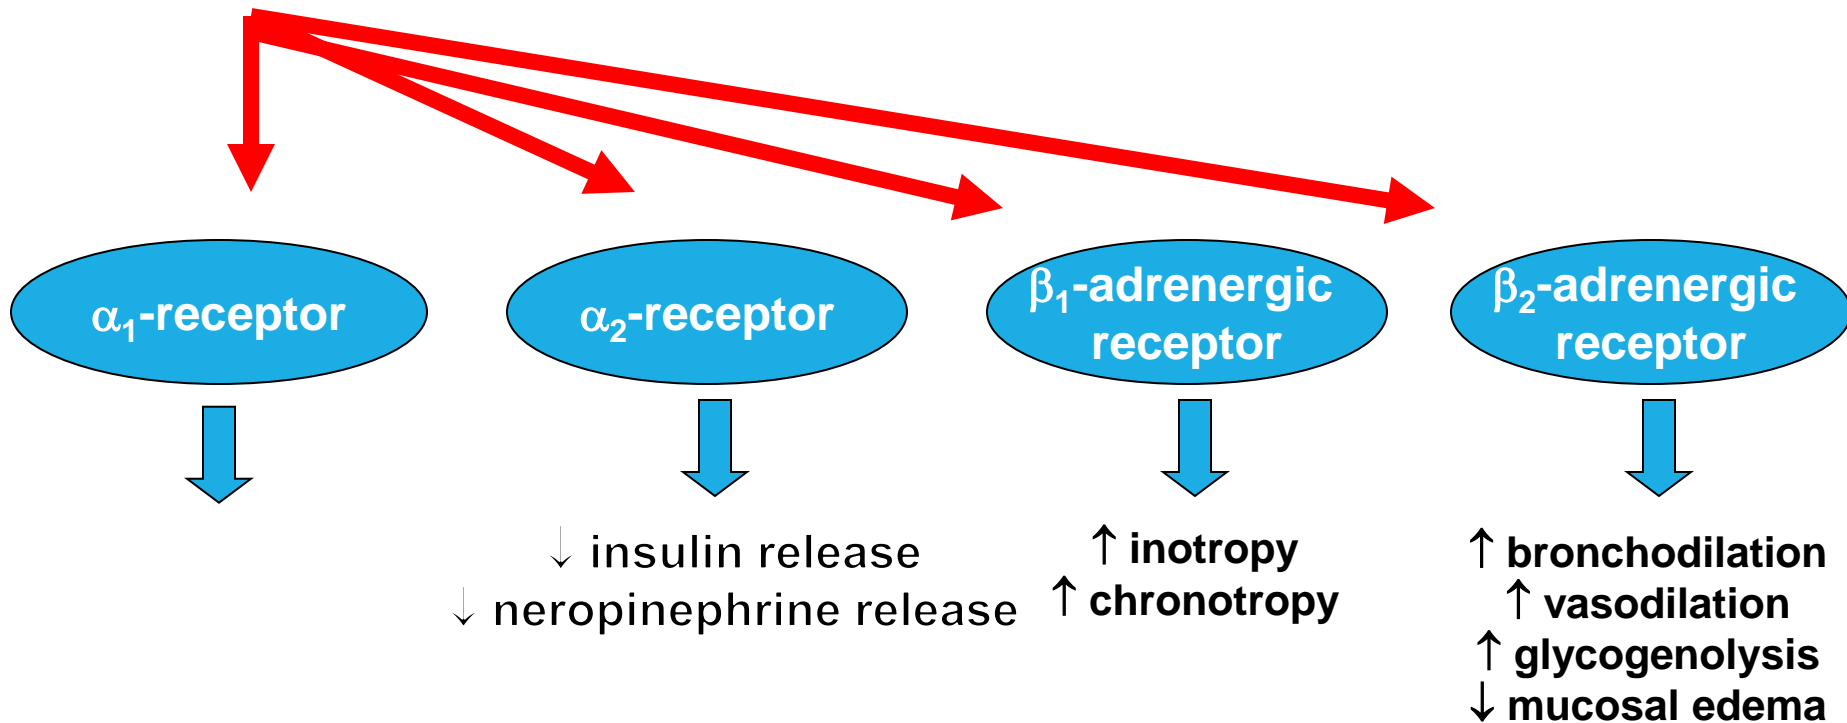 α1-receptor
α2-receptor
β1-adrenergic
receptor
β2-adrenergic
receptor
↓ insulin release
↓ neropinephrine release
↑ inotropy
↑ chronotropy
↑ bronchodilation
↑ vasodilation
↑ glycogenolysis
↓ mucosal edema